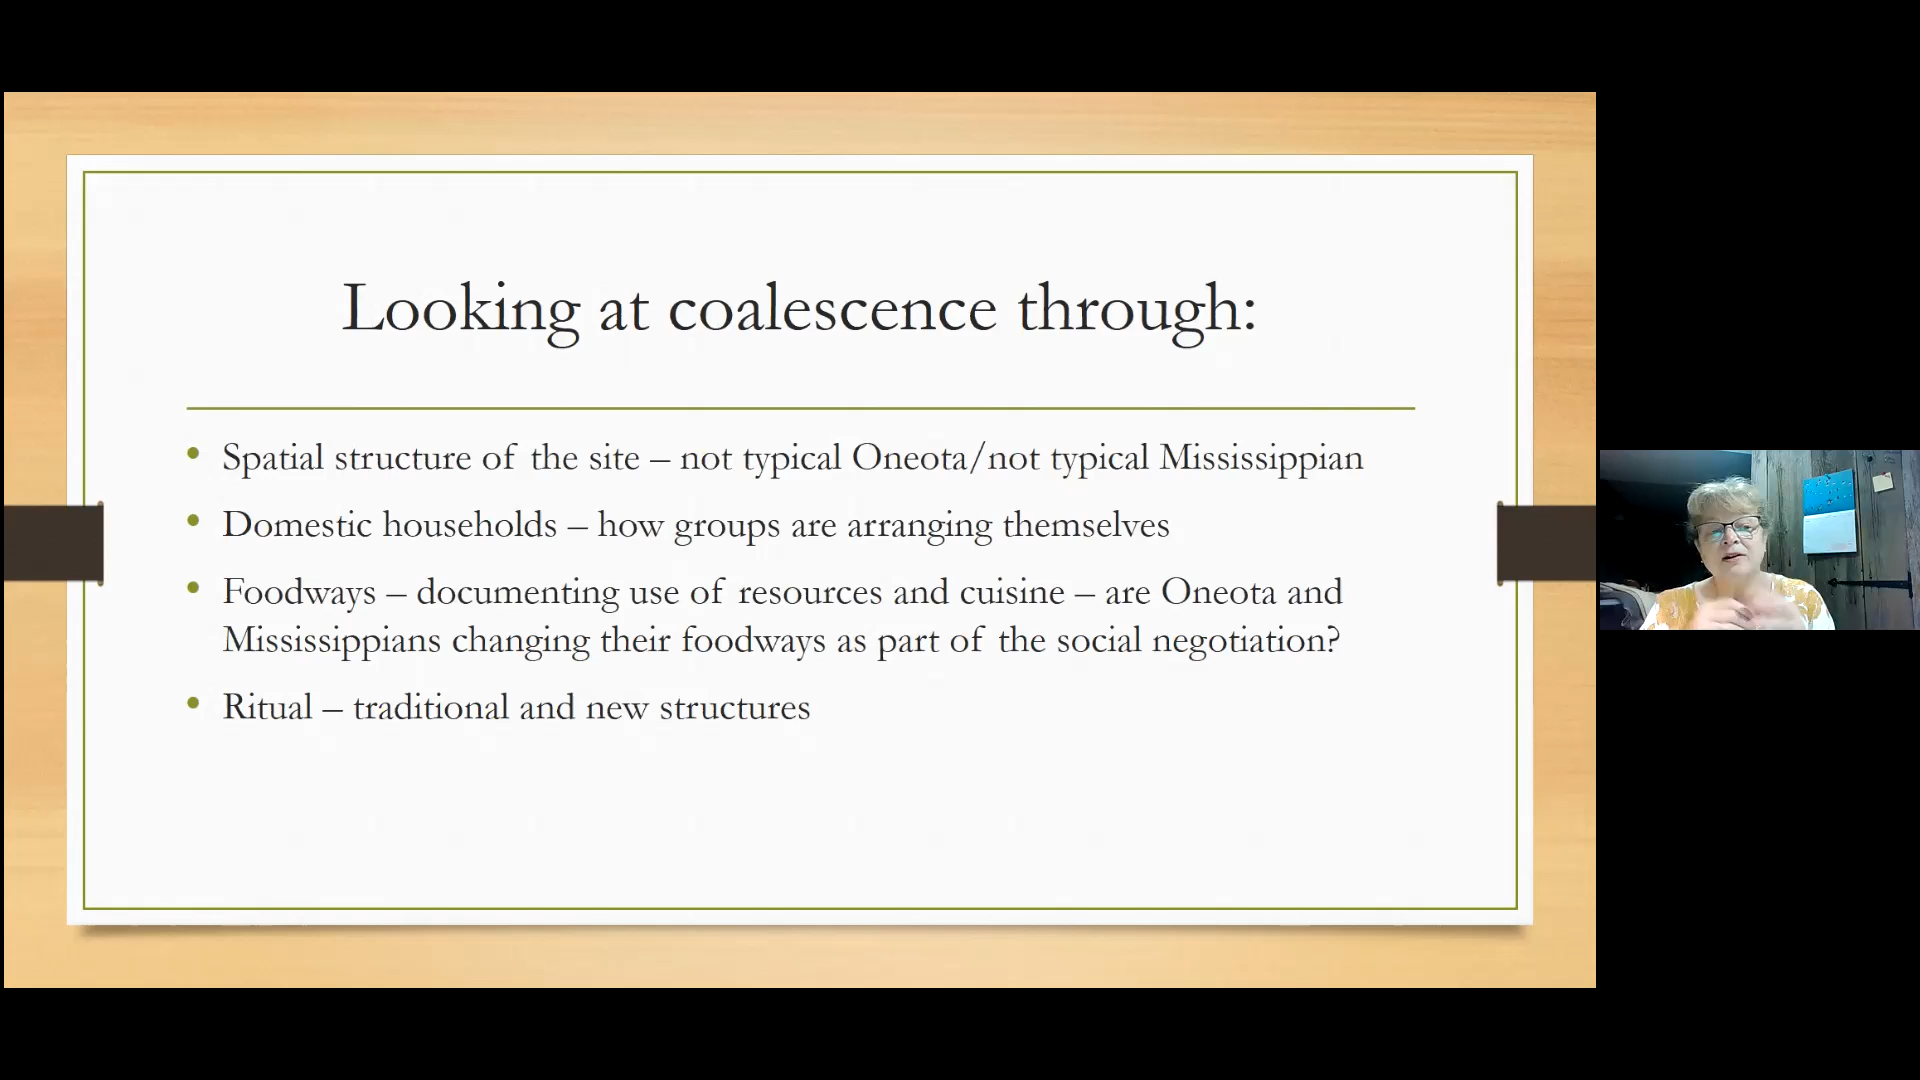 Looking at coalescence through:
• Spatial structure of the site – not typical Oneota/not typical Mississippian
• Domestic households – how groups are arranging themselves
• Foodways – documenting use of resources and cuisine – are Oneota and
Mississippians changing their foodways as part of the social negotiation?
• Ritual – traditional and new structures